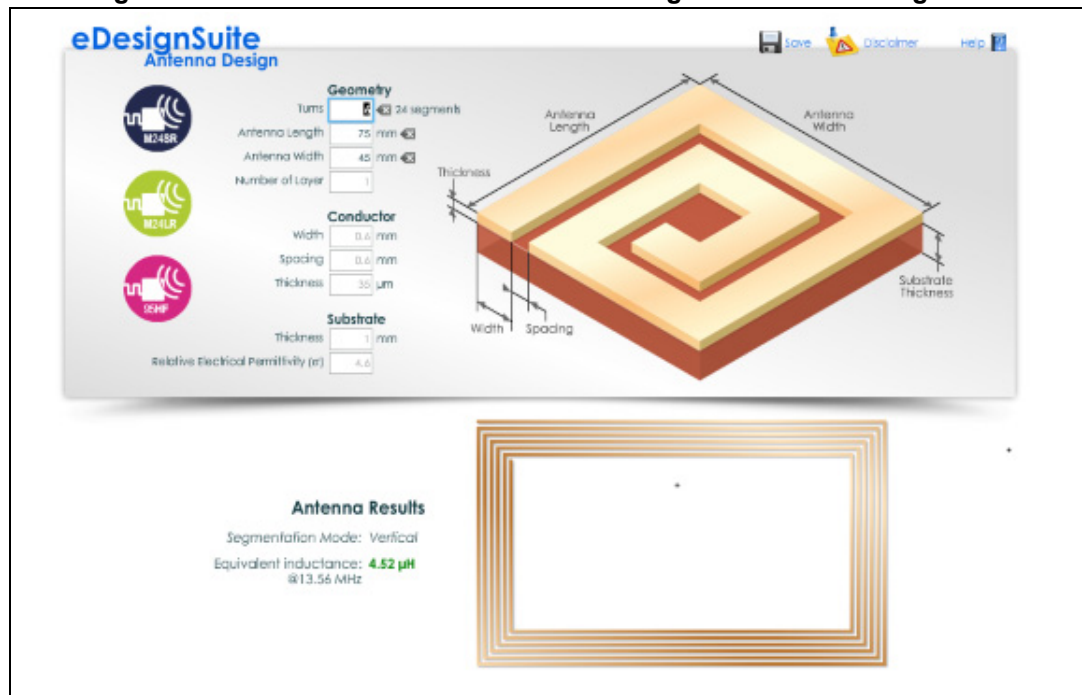 eDesignSuite
Antenna Design
Save
Disclaimer
Help
M24SR
M24LR
95HF
Geometry
Turns 24 segments
Antenna Length 75 mm
Antenna Width 45 mm
Number of Layer 1
Conductor
Width 0.6 mm
Spacing 0.6 mm
Thickness 35 µm
Substrate
Thickness 1 mm
Relative Electrical Permittivity (εr) 4.6
Antenna
Length
Antenna
Width
Thickness
Width
Spacing
Substrate
Thickness
Antenna Results
Segmentation Mode: Vertical
Equivalent inductance: 4.52 µH
@13.56 MHz